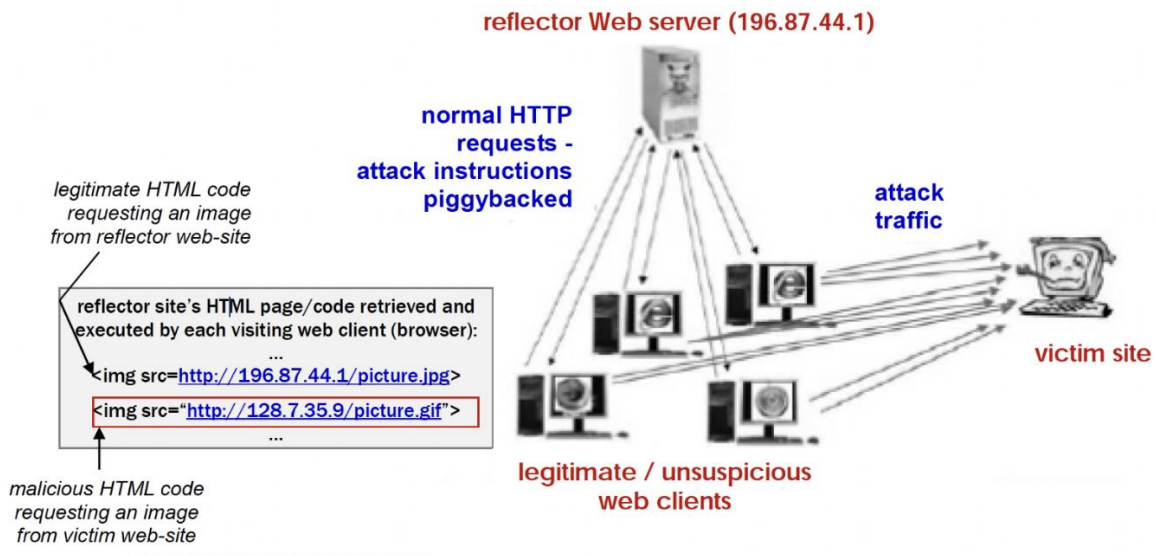 reflector Web server (196.87.44.1)
normal HTTP
requests -
attack instructions
piggybacked
attack
traffic
legitimate HTML code
requesting an image
from reflector web-site
reflector site's HTML page/code retrieved and
executed by each visiting web client (browser):
...
<img src=http://196.87.44.1/picture.jpg>
<img src=“http://128.7.35.9/picture.gif”>
...
malicious HTML code
requesting an image
from victim web-site
legitimate / unsuspicious
web clients
victim site